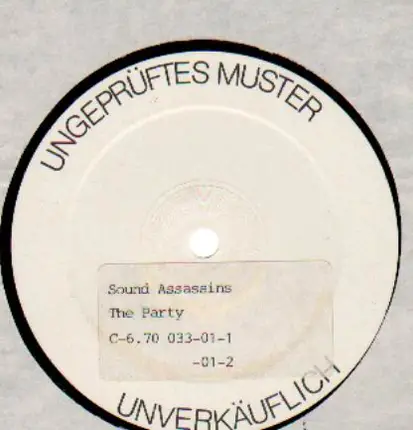 UNGEPRÜFTES MUSTER
Sound Assassins
The Party
C-6.70 033-01-1
-01-2
UNVERKÄUFLICH